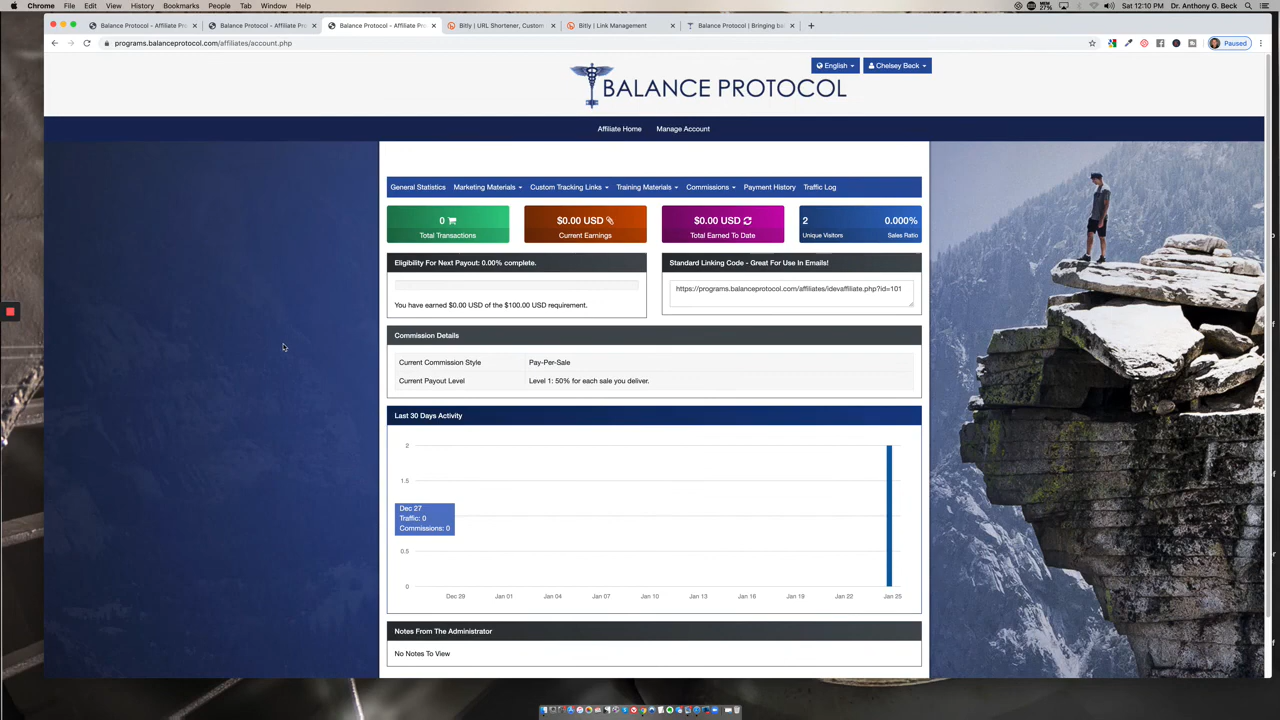 Chrome File Edit View History Bookmarks People Tab Window Help
Sat 12:10 PM Dr. Anthony G. Beck
Balance Protocol - Affiliate Pr
Balance Protocol - Affiliate Pr
Balance Protocol - Affiliate Pr
Bitly | URL Shortener, Custom
Bitly | Link Management
Balance Protocol | Bringing ba
programs.balanceprotocol.com/affiliates/account.php
Paused
English
Chelsey Beck
BALANCE PROTOCOL
Affiliate Home Manage Account
General Statistics Marketing Materials Custom Tracking Links Training Materials Commissions Payment History Traffic Log
0
Total Transactions
$0.00 USD
Current Earnings
$0.00 USD
Total Earned To Date
2 0.000%
Unique Visitors Sales Ratio
Eligibility For Next Payout: 0.00% complete.
You have earned $0.00 USD of the $100.00 USD requirement.
Standard Linking Code - Great For Use In Emails!
https://programs.balanceprotocol.com/affiliates/idevaffiliate.php?id=101
Commission Details
Current Commission Style Pay-Per-Sale
Current Payout Level Level 1: 50% for each sale you deliver.
Last 30 Days Activity
2
1.5
Dec 27
Traffic: 0
Commissions: 0
0.5
0
Dec 29 Jan 01 Jan 04 Jan 07 Jan 10 Jan 13 Jan 16 Jan 19 Jan 22 Jan 25
Notes From The Administrator
No Notes To View